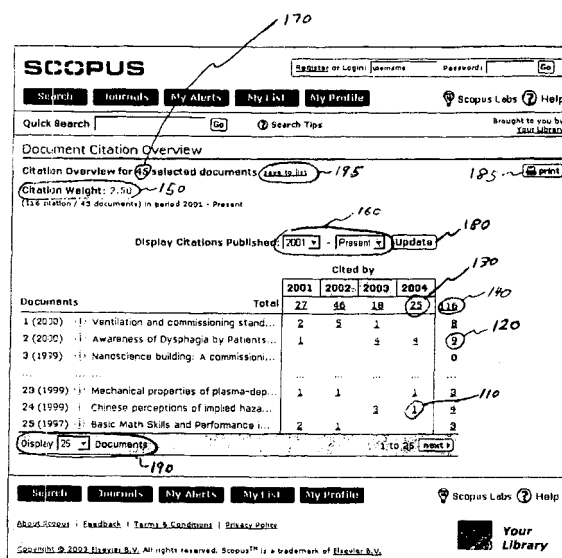 170
SCOPUS
Register or Login: username Password: Go
Search Journals My Alerts My List My Profile Scopus Labs ? Help
Quick Search Go ? Search Tips Brought to you by
Your Library
Document Citation Overview
Citation Overview for 45 selected documents save to list 195 185 print
Citation Weight: 2.50 150
(116 citation / 45 documents) in period 2001 - Present
160
Display Citations Published: 2001 - Present Update 180
130
Cited by
2001 2002 2003 2004 140
Documents Total 27 46 18 25 116
1 (2000) Ventilation and commissioning stand... 2 5 1 8
120
2 (2000) Awareness of Dysphagia by Patients... 1 4 4 9
3 (1999) Nanoscience building: A commissioni... 0
... ... ... ... ... ... ...
110
23 (1999) Mechanical properties of plasma-dep... 1 1 1 3
24 (1999) Chinese perceptions of implied haza... 3 1 4
25 (1997) Basic Math Skills and Performance i... 2 1 3
Display 25 Documents 1 to 25 next
190
Search Journals My Alerts My List My Profile Scopus Labs ? Help
About Scopus | Feedback | Terms & Conditions | Privacy Policy
Your
Library
Copyright © 2003 Elsevier B.V. All rights reserved. Scopus™ is a trademark of Elsevier B.V.